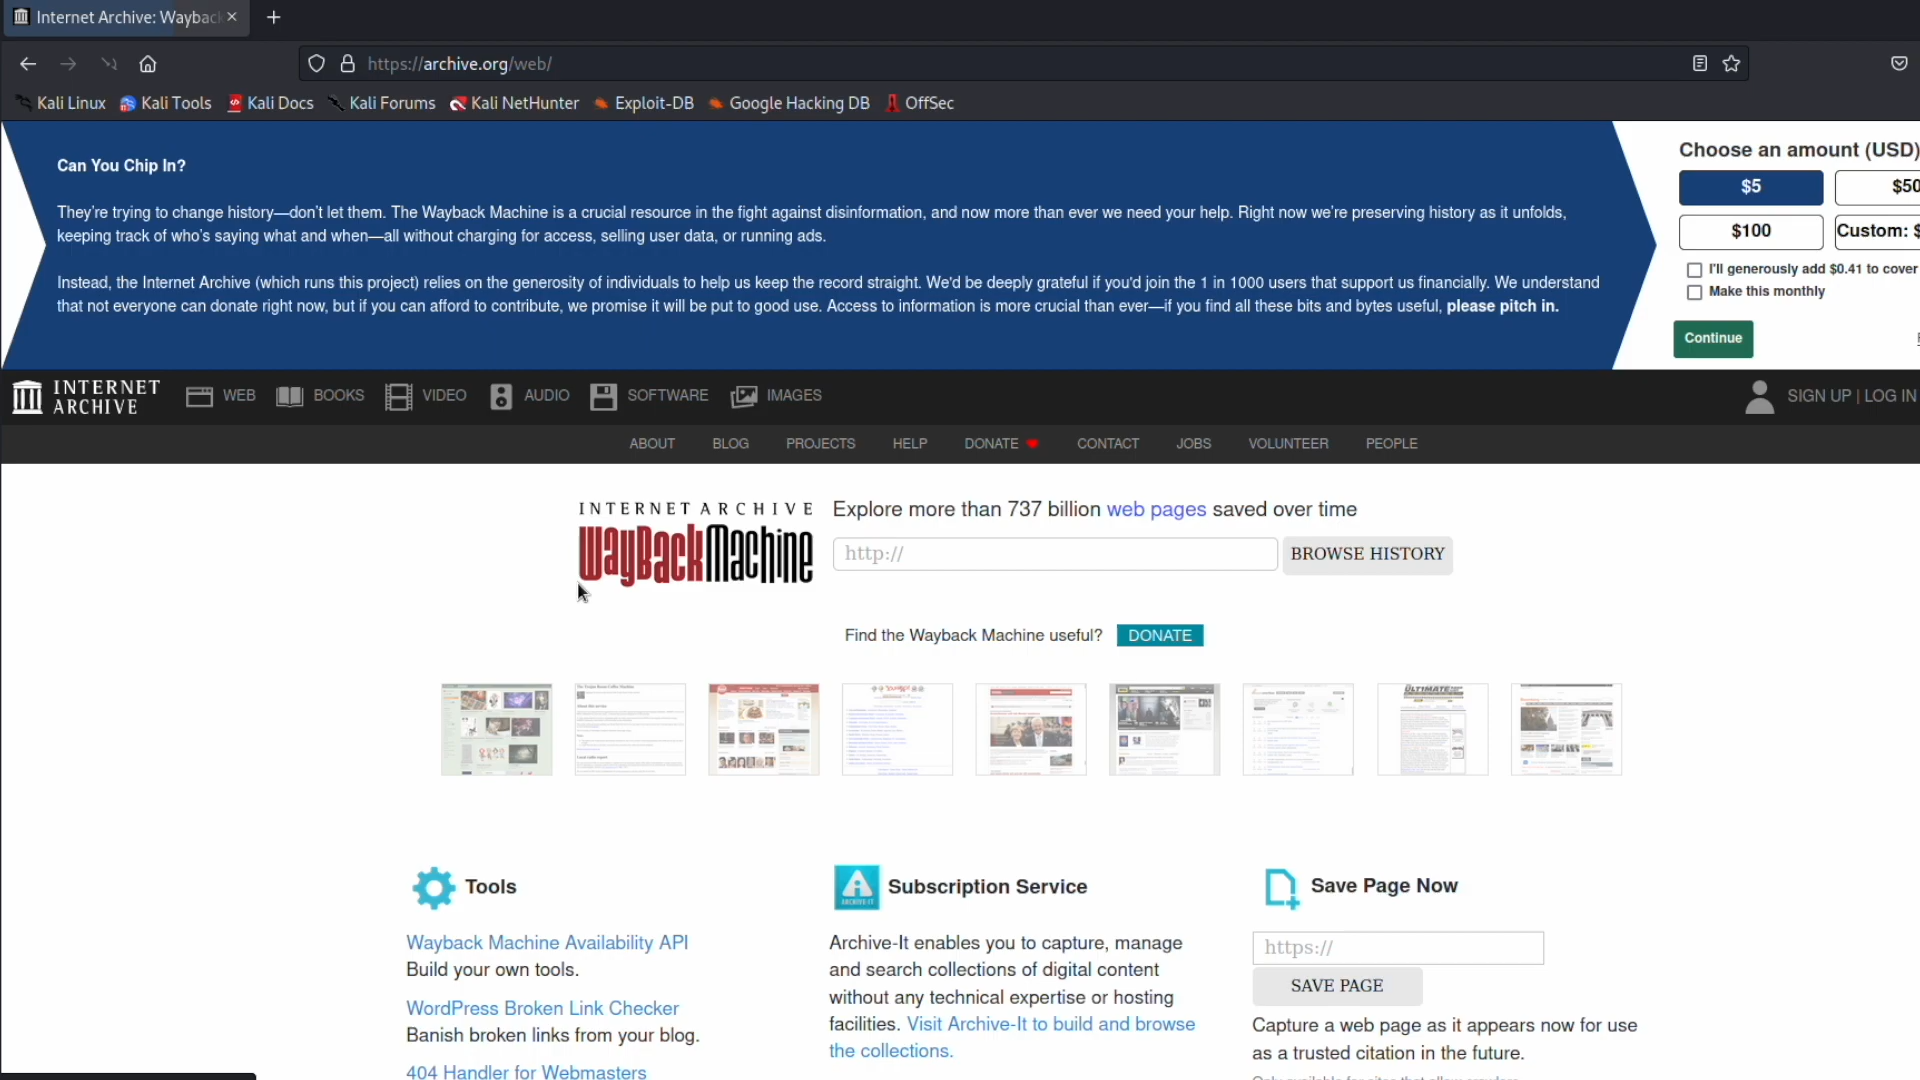 Internet Archive: Wayback
https://archive.org/web/
Kali Linux Kali Tools Kali Docs Kali Forums Kali NetHunter Exploit-DB Google Hacking DB OffSec
Can You Chip In?
They're trying to change history—don't let them. The Wayback Machine is a crucial resource in the fight against disinformation, and now more than ever we need your help. Right now we're preserving history as it unfolds,
keeping track of who's saying what and when—all without charging for access, selling user data, or running ads.
Instead, the Internet Archive (which runs this project) relies on the generosity of individuals to help us keep the record straight. We'd be deeply grateful if you'd join the 1 in 1000 users that support us financially. We understand
that not everyone can donate right now, but if you can afford to contribute, we promise it will be put to good use. Access to information is more crucial than ever—if you find all these bits and bytes useful, please pitch in.
Choose an amount (USD)
$5 $50
$100 Custom: $
I'll generously add $0.41 to cover
Make this monthly
Continue
INTERNET ARCHIVE
WEB BOOKS VIDEO AUDIO SOFTWARE IMAGES
SIGN UP | LOG IN
ABOUT BLOG PROJECTS HELP DONATE CONTACT JOBS VOLUNTEER PEOPLE
INTERNET ARCHIVE
WayBackMachine
Explore more than 737 billion web pages saved over time
http://
BROWSE HISTORY
Find the Wayback Machine useful? DONATE
Tools
Wayback Machine Availability API
Build your own tools.
WordPress Broken Link Checker
Banish broken links from your blog.
404 Handler for Webmasters
ARCHIVE-IT
Subscription Service
Archive-It enables you to capture, manage
and search collections of digital content
without any technical expertise or hosting
facilities. Visit Archive-It to build and browse
the collections.
Save Page Now
https://
SAVE PAGE
Capture a web page as it appears now for use
as a trusted citation in the future.